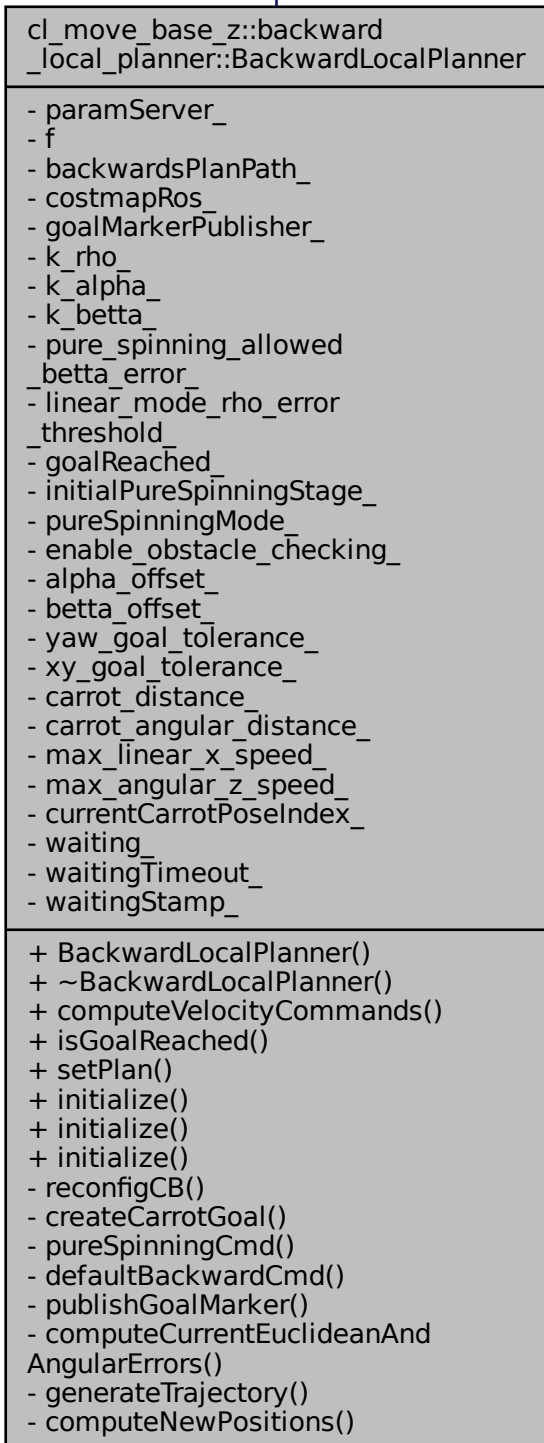 cl_move_base_z::backward
_local_planner::BackwardLocalPlanner
- paramServer_
- f
- backwardsPlanPath_
- costmapRos_
- goalMarkerPublisher_
- k_rho_
- k_alpha_
- k_betta_
- pure_spinning_allowed
_betta_error_
- linear_mode_rho_error
_threshold_
- goalReached_
- initialPureSpinningStage_
- pureSpinningMode_
- enable_obstacle_checking_
- alpha_offset_
- betta_offset_
- yaw_goal_tolerance_
- xy_goal_tolerance_
- carrot_distance_
- carrot_angular_distance_
- max_linear_x_speed_
- max_angular_z_speed_
- currentCarrotPoseIndex_
- waiting_
- waitingTimeout_
- waitingStamp_
+ BackwardLocalPlanner()
+ ~BackwardLocalPlanner()
+ computeVelocityCommands()
+ isGoalReached()
+ setPlan()
+ initialize()
+ initialize()
+ initialize()
- reconfigCB()
- createCarrotGoal()
- pureSpinningCmd()
- defaultBackwardCmd()
- publishGoalMarker()
- computeCurrentEuclideanAnd
AngularErrors()
- generateTrajectory()
- computeNewPositions()